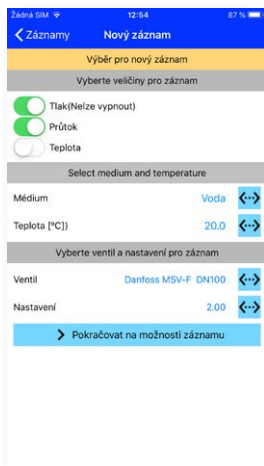 Žádná SIM 12:54 87 %
Záznamy Nový záznam
Výběr pro nový záznam
Vyberte veličiny pro záznam
Tlak(Nelze vypnout)
Průtok
Teplota
Select medium and temperature
Médium Voda
Teplota [°C]) 20.0
Vyberte ventil a nastavení pro záznam
Ventil Danfoss MSV-F DN100
Nastavení 2.00
Pokračovat na možnosti záznamu